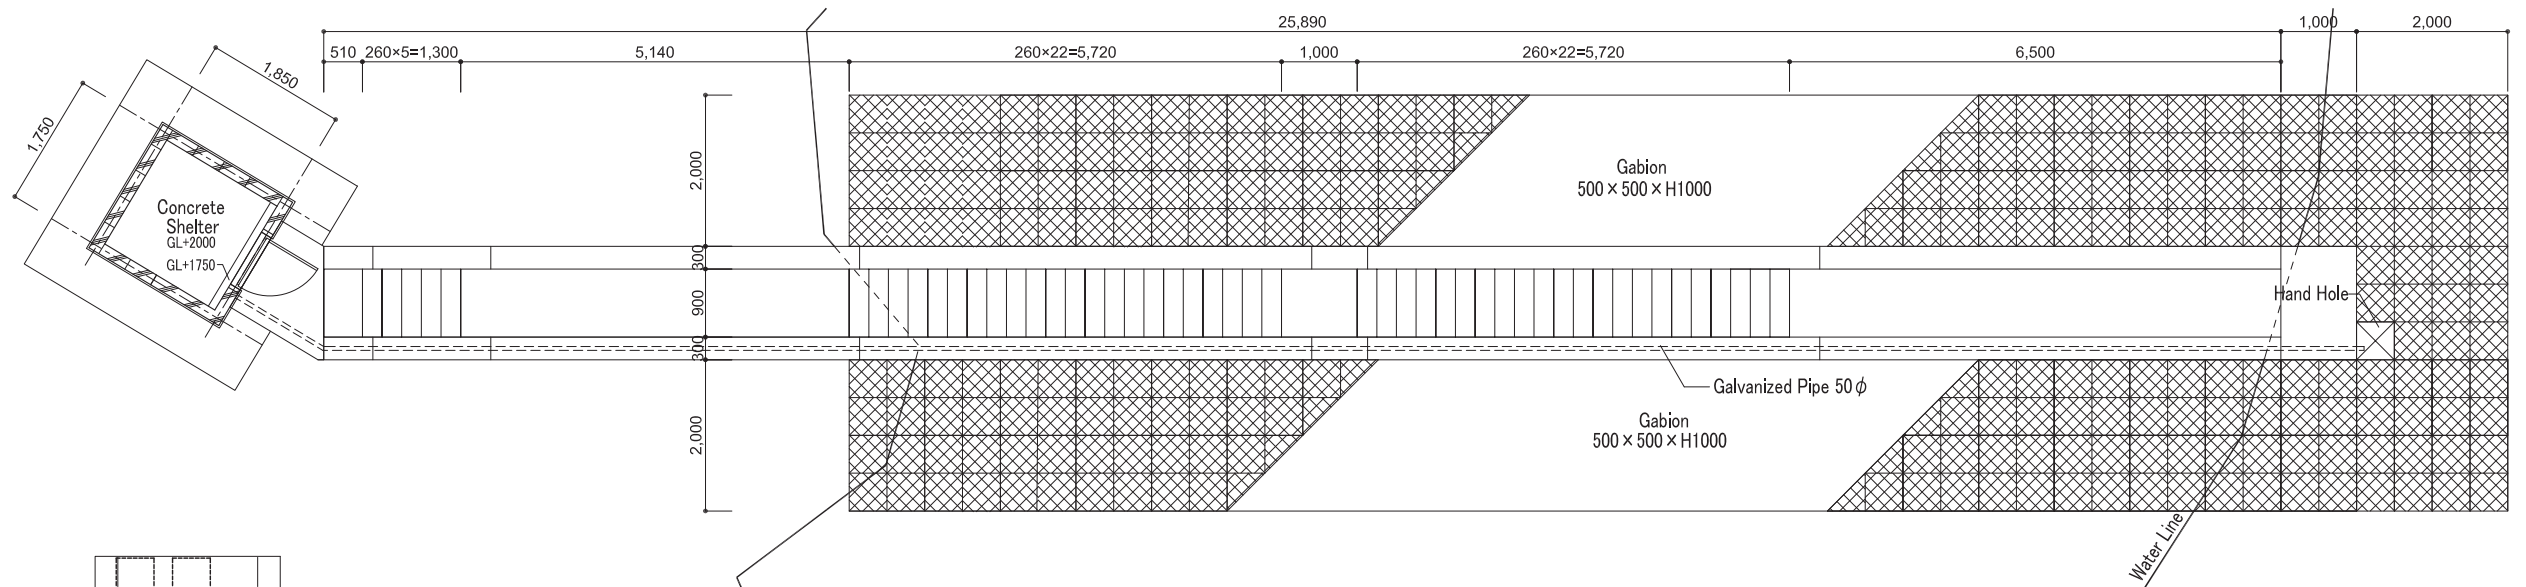 25,890
1,000
2,000
510
260×5=1,300
5,140
260×22=5,720
1,000
260×22=5,720
6,500
1,850
1,750
2,000
Gabion
500×500×H1000
Concrete
Shelter
GL+2000
GL+1750
300
900
300
Hand Hole
Galvanized Pipe 50φ
2,000
Gabion
500×500×H1000
Water Line